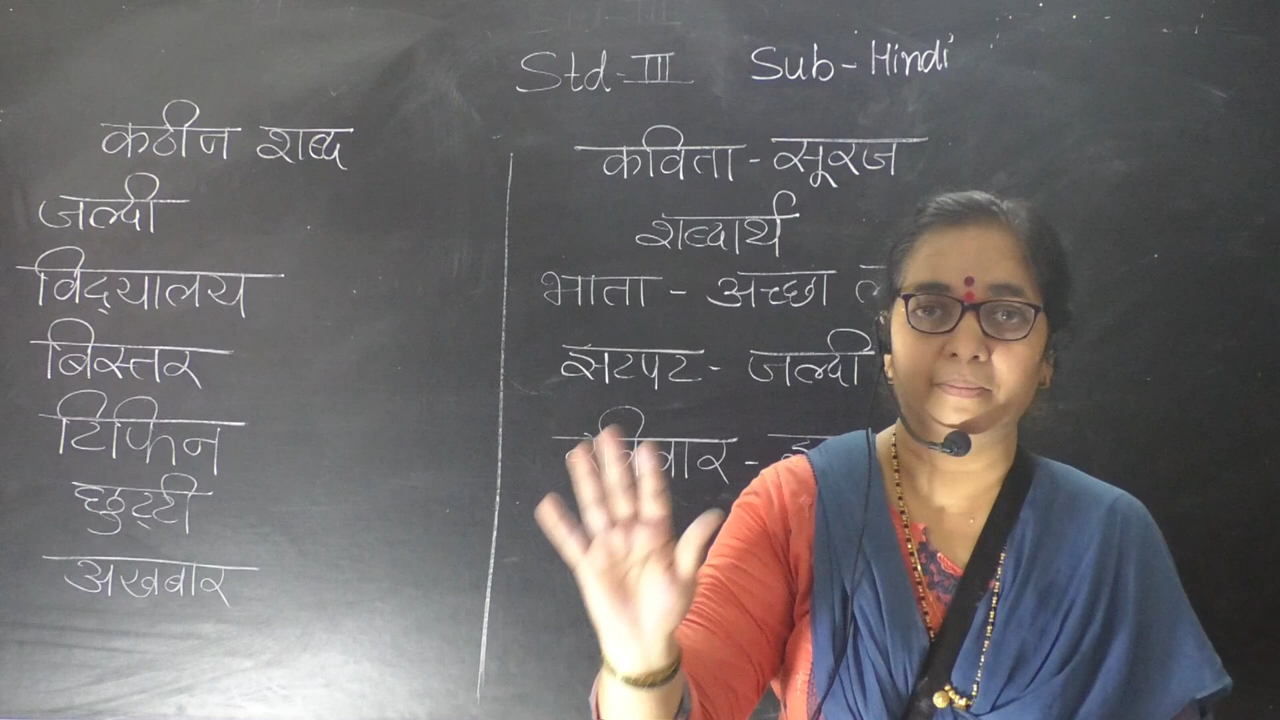 Std-III Sub-Hindi
कठीन शब्द
जल्दी
विद्यालय
बिस्तर
टिफिन
छुट्टी
अखबार
कविता - सूरज
शब्दार्थ
भाता - अच्छा
झटपट - जल्दी